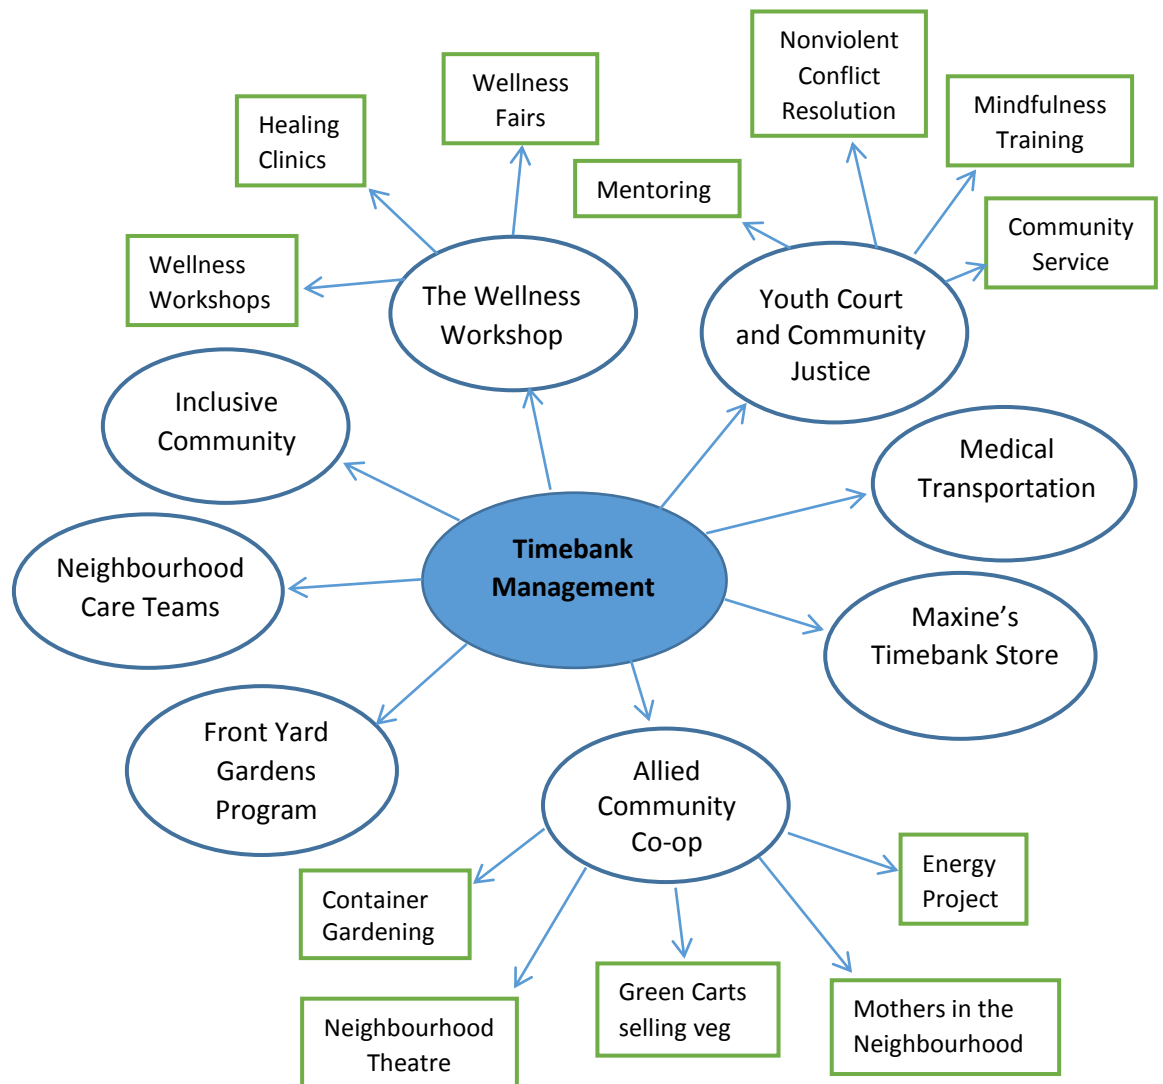 Nonviolent
Conflict
Resolution
Wellness
Fairs
Healing
Clinics
Mindfulness
Training
Mentoring
Community
Service
Wellness
Workshops
The Wellness
Workshop
Youth Court
and Community
Justice
Inclusive
Community
Medical
Transportation
Timebank
Management
Neighbourhood
Care Teams
Maxine’s
Timebank Store
Front Yard
Gardens
Program
Allied
Community
Co-op
Energy
Project
Container
Gardening
Green Carts
selling veg
Mothers in the
Neighbourhood
Neighbourhood
Theatre